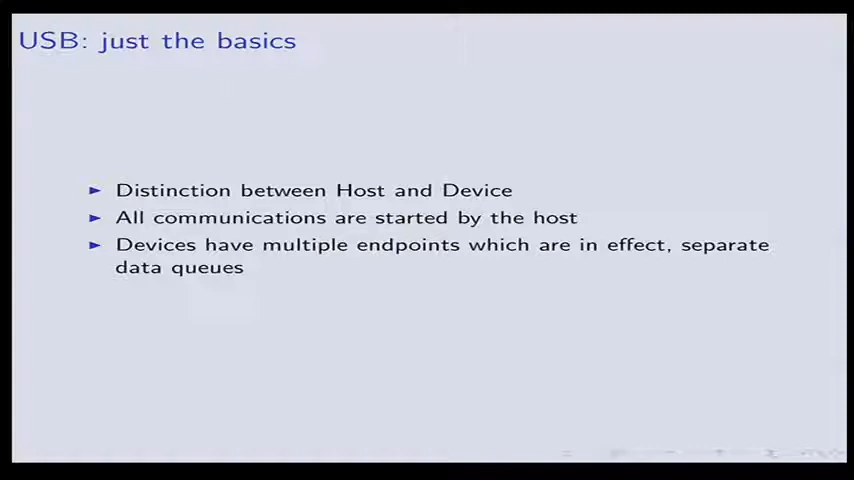 USB: just the basics
Distinction between Host and Device
All communications are started by the host
Devices have multiple endpoints which are in effect, separate
data queues